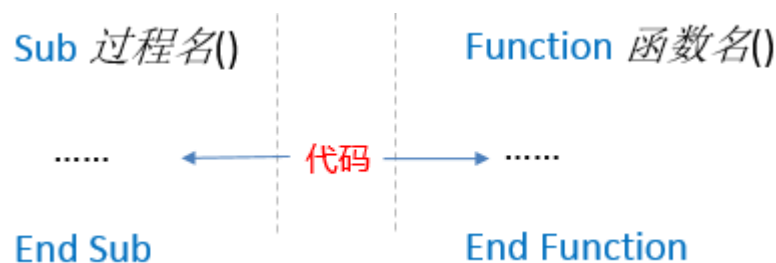 Sub 过程名()
Function 函数名()
...... 代码 ......
End Sub
End Function